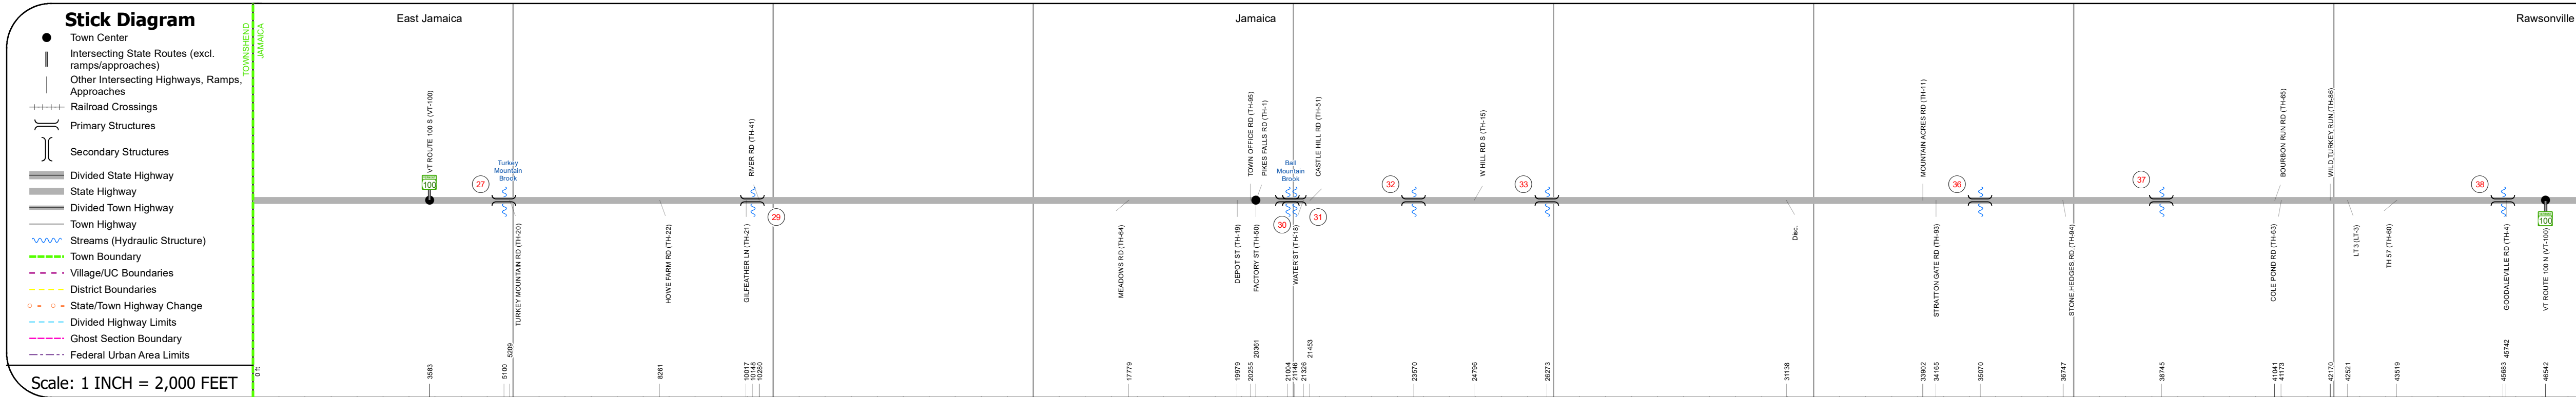 Stick Diagram
Town Center
Intersecting State Routes (excl.
ramps/approaches)
Other Intersecting Highways, Ramps,
Approaches
Railroad Crossings
Primary Structures
Secondary Structures
Divided State Highway
State Highway
Divided Town Highway
Town Highway
Streams (Hydraulic Structure)
Town Boundary
Village/UC Boundaries
District Boundaries
State/Town Highway Change
Divided Highway Limits
Ghost Section Boundary
Federal Urban Area Limits
Scale: 1 INCH = 2,000 FEET
TOWNSHEND
JAMAICA
East Jamaica
Jamaica
Rawsonville
VT ROUTE 100 S (VT-100)
100
27
Turkey
Mountain
Brook
TURKEY MOUNTAIN RD (TH-20)
HOWE FARM RD (TH-22)
RIVER RD (TH-41)
GILFEATHER LN (TH-21)
29
MEADOWS RD (TH-64)
DEPOT ST (TH-19)
TOWN OFFICE RD (TH-95)
PIKES FALLS RD (TH-1)
FACTORY ST (TH-50)
Ball
Mountain
Brook
30
WATER ST (TH-18)
31
CASTLE HILL RD (TH-51)
32
W HILL RD S (TH-15)
33
Disc.
MOUNTAIN ACRES RD (TH-11)
STRATTON GATE RD (TH-93)
36
STONE HEDGES RD (TH-94)
37
COLE POND RD (TH-63)
BOURBON RUN RD (TH-65)
WILD TURKEY RUN (TH-86)
LT 3 (LT-3)
TH 57 (TH-60)
38
GOODALEVILLE RD (TH-4)
100
VT ROUTE 100 N (VT-100)
0 ft
3583
5100
5209
8261
10017
10148
10280
17779
19979
20255
20361
21004
21146
21326
21453
23570
24796
26273
31138
33902
34165
35070
36747
38745
41041
41173
42170
42521
43519
45683
45742
46542